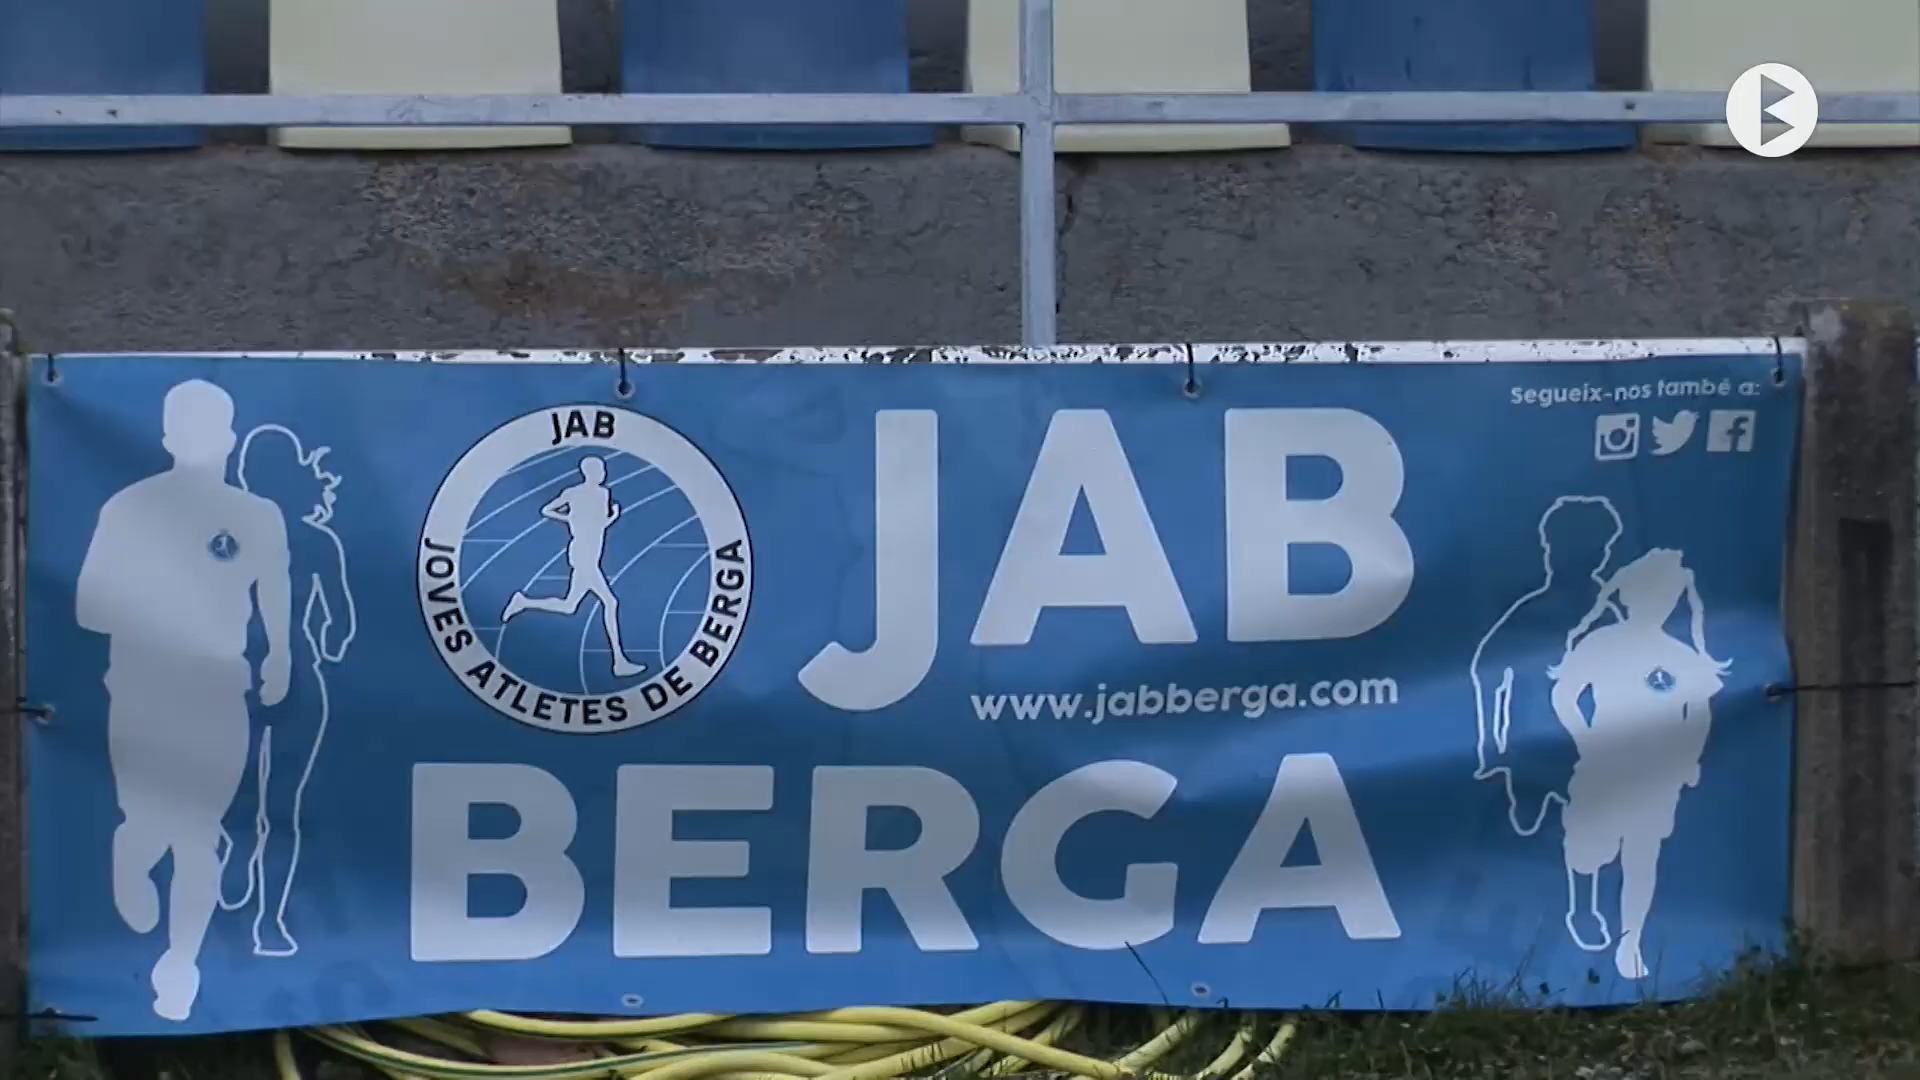 Segueix-nos també a:
JAB
JOVES ATLETES DE BERGA
JAB
www.jabberga.com
BERGA